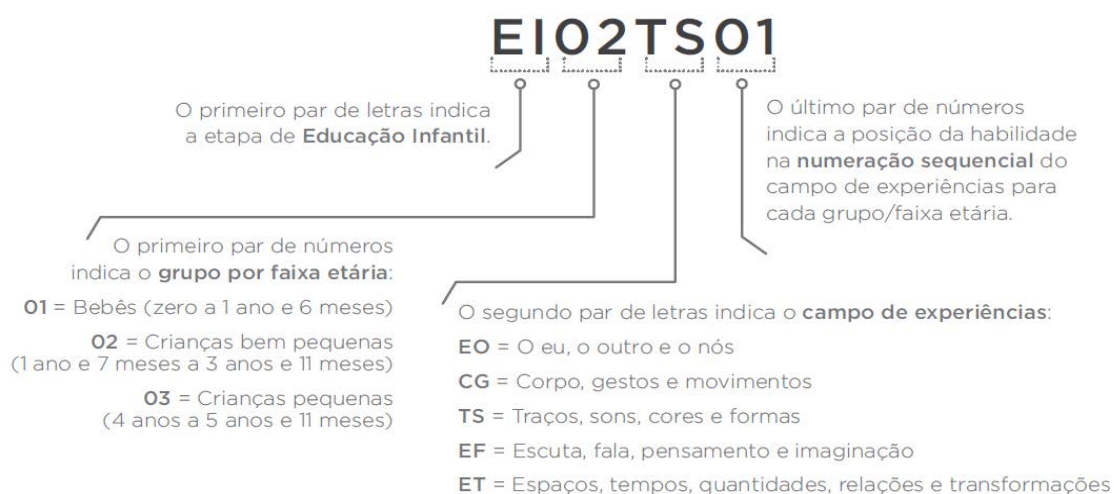 EI02TS01
O primeiro par de letras indica
a etapa de Educação Infantil.
O último par de números
indica a posição da habilidade
na numeração sequencial do
campo de experiências para
cada grupo/faixa etária.
O primeiro par de números
indica o grupo por faixa etária:
01 = Bebês (zero a 1 ano e 6 meses)
02 = Crianças bem pequenas
(1 ano e 7 meses a 3 anos e 11 meses)
03 = Crianças pequenas
(4 anos a 5 anos e 11 meses)
O segundo par de letras indica o campo de experiências:
EO = O eu, o outro e o nós
CG = Corpo, gestos e movimentos
TS = Traços, sons, cores e formas
EF = Escuta, fala, pensamento e imaginação
ET = Espaços, tempos, quantidades, relações e transformações